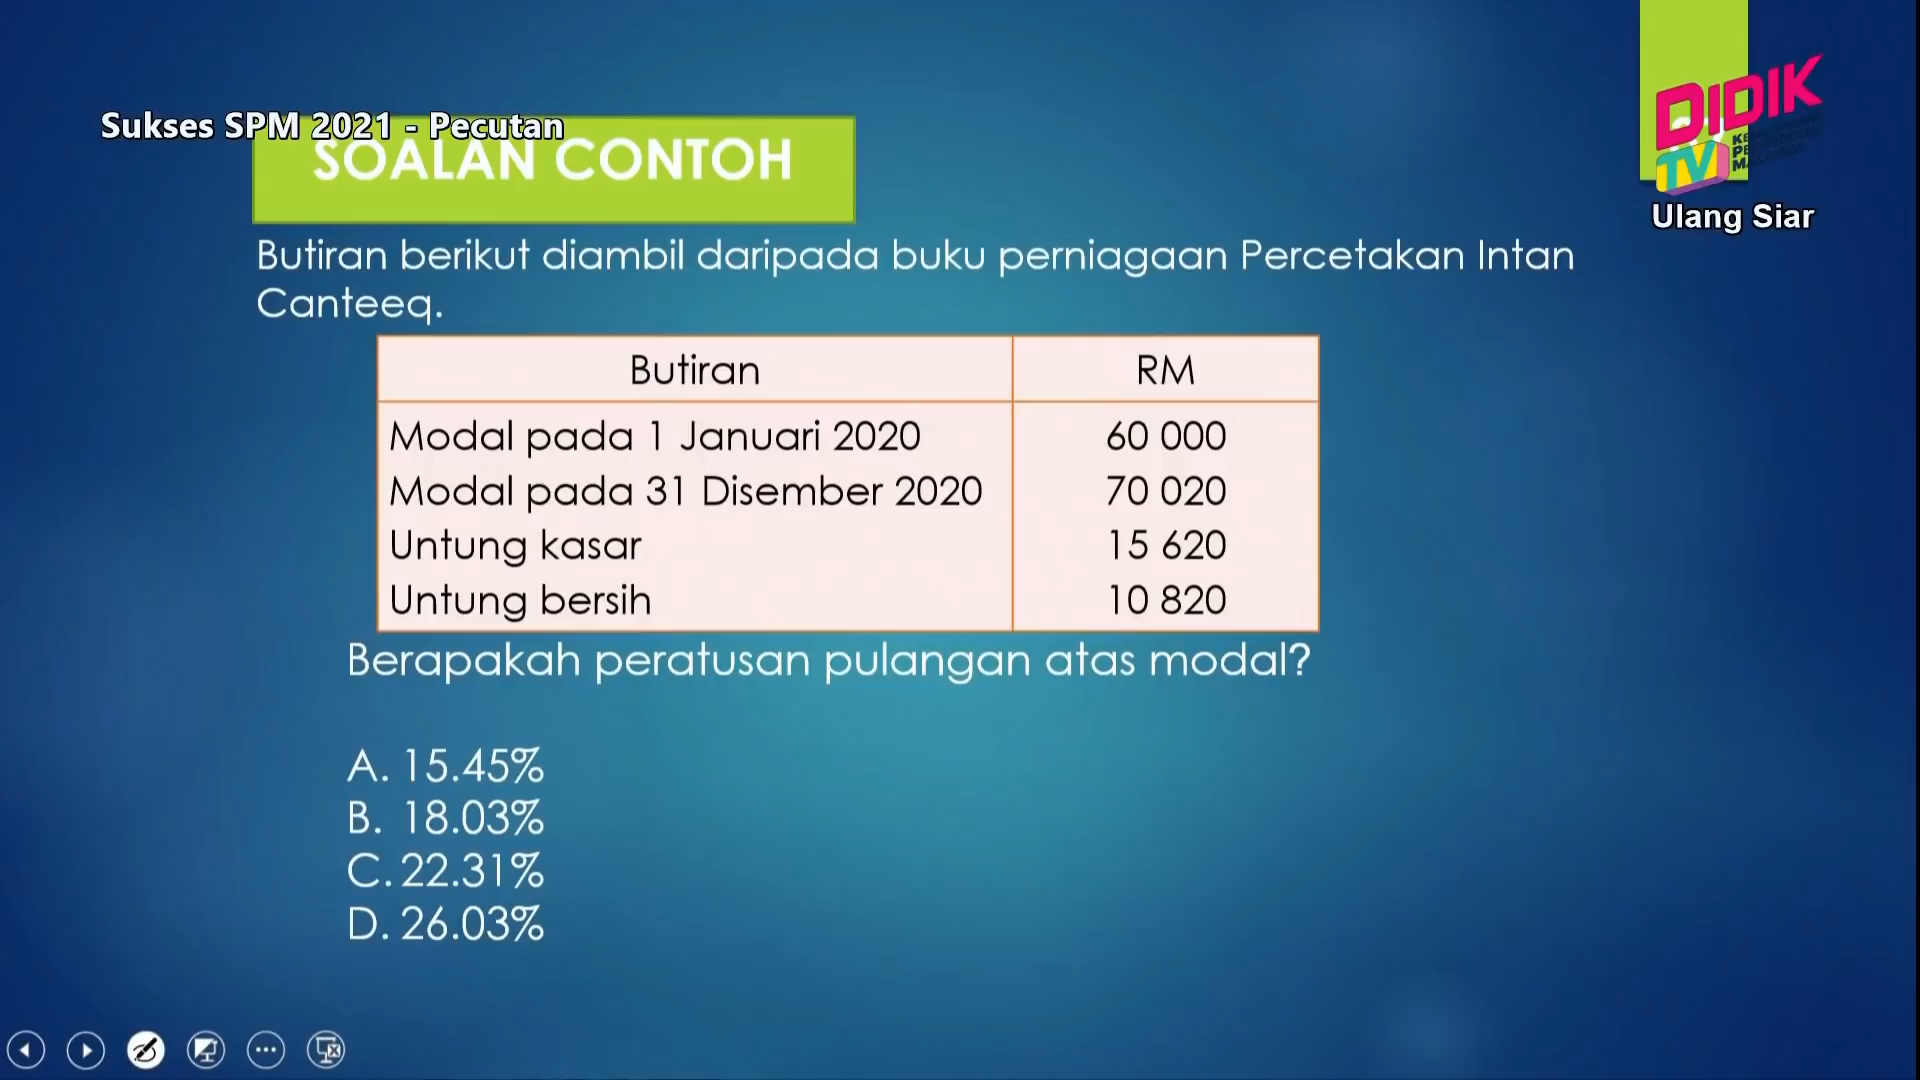 Sukses SPM 2021 - Pecutan
SOALAN CONTOH
DIDIK
TV
Ulang Siar
Butiran berikut diambil daripada buku perniagaan Percetakan Intan
Canteeq.
Butiran RM
Modal pada 1 Januari 2020 60 000
Modal pada 31 Disember 2020 70 020
Untung kasar 15 620
Untung bersih 10 820
Berapakah peratusan pulangan atas modal?
A. 15.45%
B. 18.03%
C. 22.31%
D. 26.03%